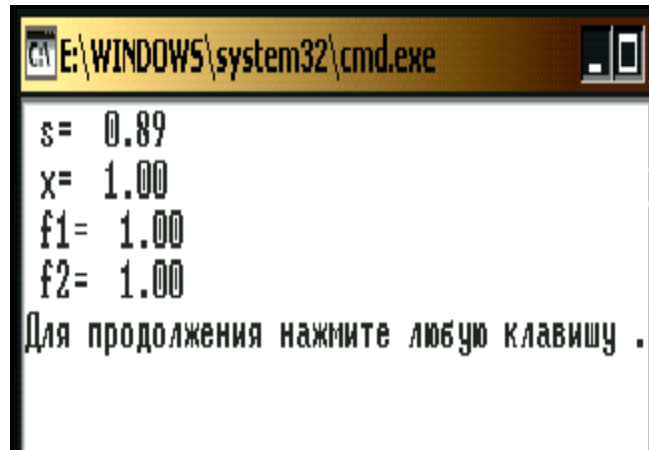 C:\ E:\WINDOWS\system32\cmd.exe
s= 0.89
x= 1.00
f1= 1.00
f2= 1.00
Для продолжения нажмите любую клавишу .